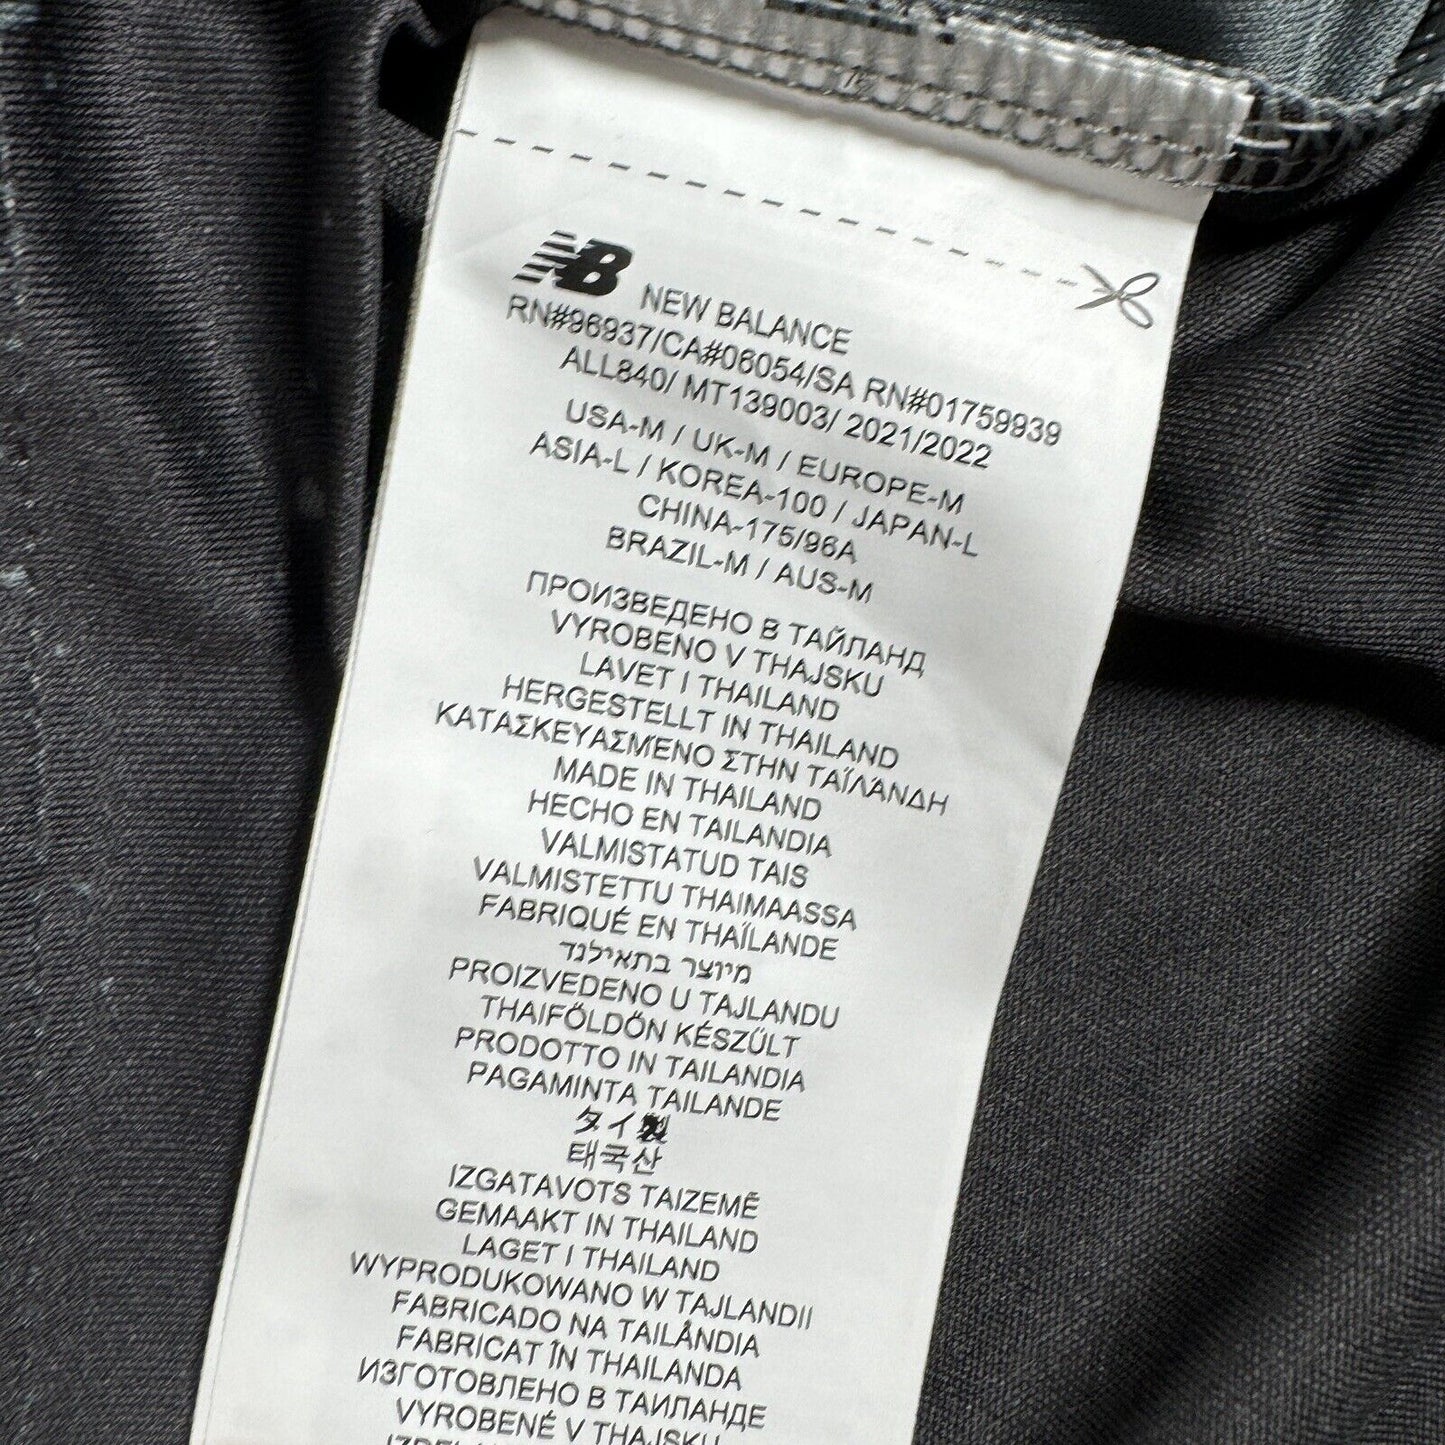 NB NEW BALANCE
RN#96937/CA#06054/SA RN#01759939
ALL840/ MT139003/ 2021/2022
USA-M / UK-M / EUROPE-M
ASIA-L / KOREA-100 / JAPAN-L
CHINA-175/96A
BRAZIL-M / AUS-M
ПРОИЗВЕДЕНО В ТАЙЛАНД
VYROBENO V THAJSKU
LAVET I THAILAND
HERGESTELLT IN THAILAND
ΚΑΤΑΣΚΕΥΑΣΜΈΝΟ ΣΤΗΝ ΤΑΪΛΆΝΔΗ
MADE IN THAILAND
HECHO EN TAILANDIA
VALMISTATUD TAIS
VALMISTETTU THAIMAASSA
FABRIQUÉ EN THAÏLANDE
מיוצר בתאילנד
PROIZVEDENO U TAJLANDU
THAIFÖLDÖN KÉSZÜLT
PRODOTTO IN TAILANDIA
PAGAMINTA TAILANDE
タイ製
태국산
IZGATAVOTS TAIZEMĒ
GEMAAKT IN THAILAND
LAGET I THAILAND
WYPRODUKOWANO W TAJLANDII
FABRICADO NA TAILÂNDIA
FABRICAT ÎN THAILANDA
ИЗГОТОВЛЕНО В ТАИЛАНДЕ
VYROBENÉ V THAJSKU